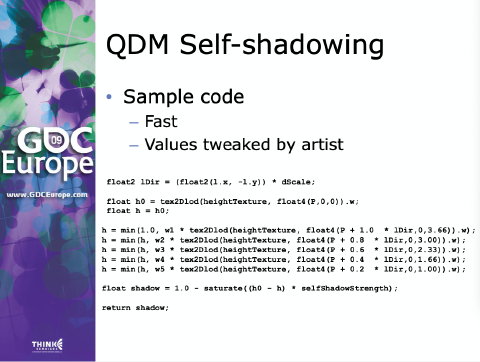 QDM Self-shadowing
• Sample code
– Fast
– Values tweaked by artist
GDC
09
Europe
www.GDCEurope.com
float2 lDir = (float2(l.x, -l.y)) * dScale;
float h0 = tex2Dlod(heightTexture, float4(P,0,0)).w;
float h = h0;
h = min(1.0, w1 * tex2Dlod(heightTexture, float4(P + 1.0 * lDir,0,3.66)).w);
h = min(h, w2 * tex2Dlod(heightTexture, float4(P + 0.8 * lDir,0,3.00)).w);
h = min(h, w3 * tex2Dlod(heightTexture, float4(P + 0.6 * lDir,0,2.33)).w);
h = min(h, w4 * tex2Dlod(heightTexture, float4(P + 0.4 * lDir,0,1.66)).w);
h = min(h, w5 * tex2Dlod(heightTexture, float4(P + 0.2 * lDir,0,1.00)).w);
float shadow = 1.0 - saturate((h0 - h) * selfShadowStrength);
return shadow;
THINK